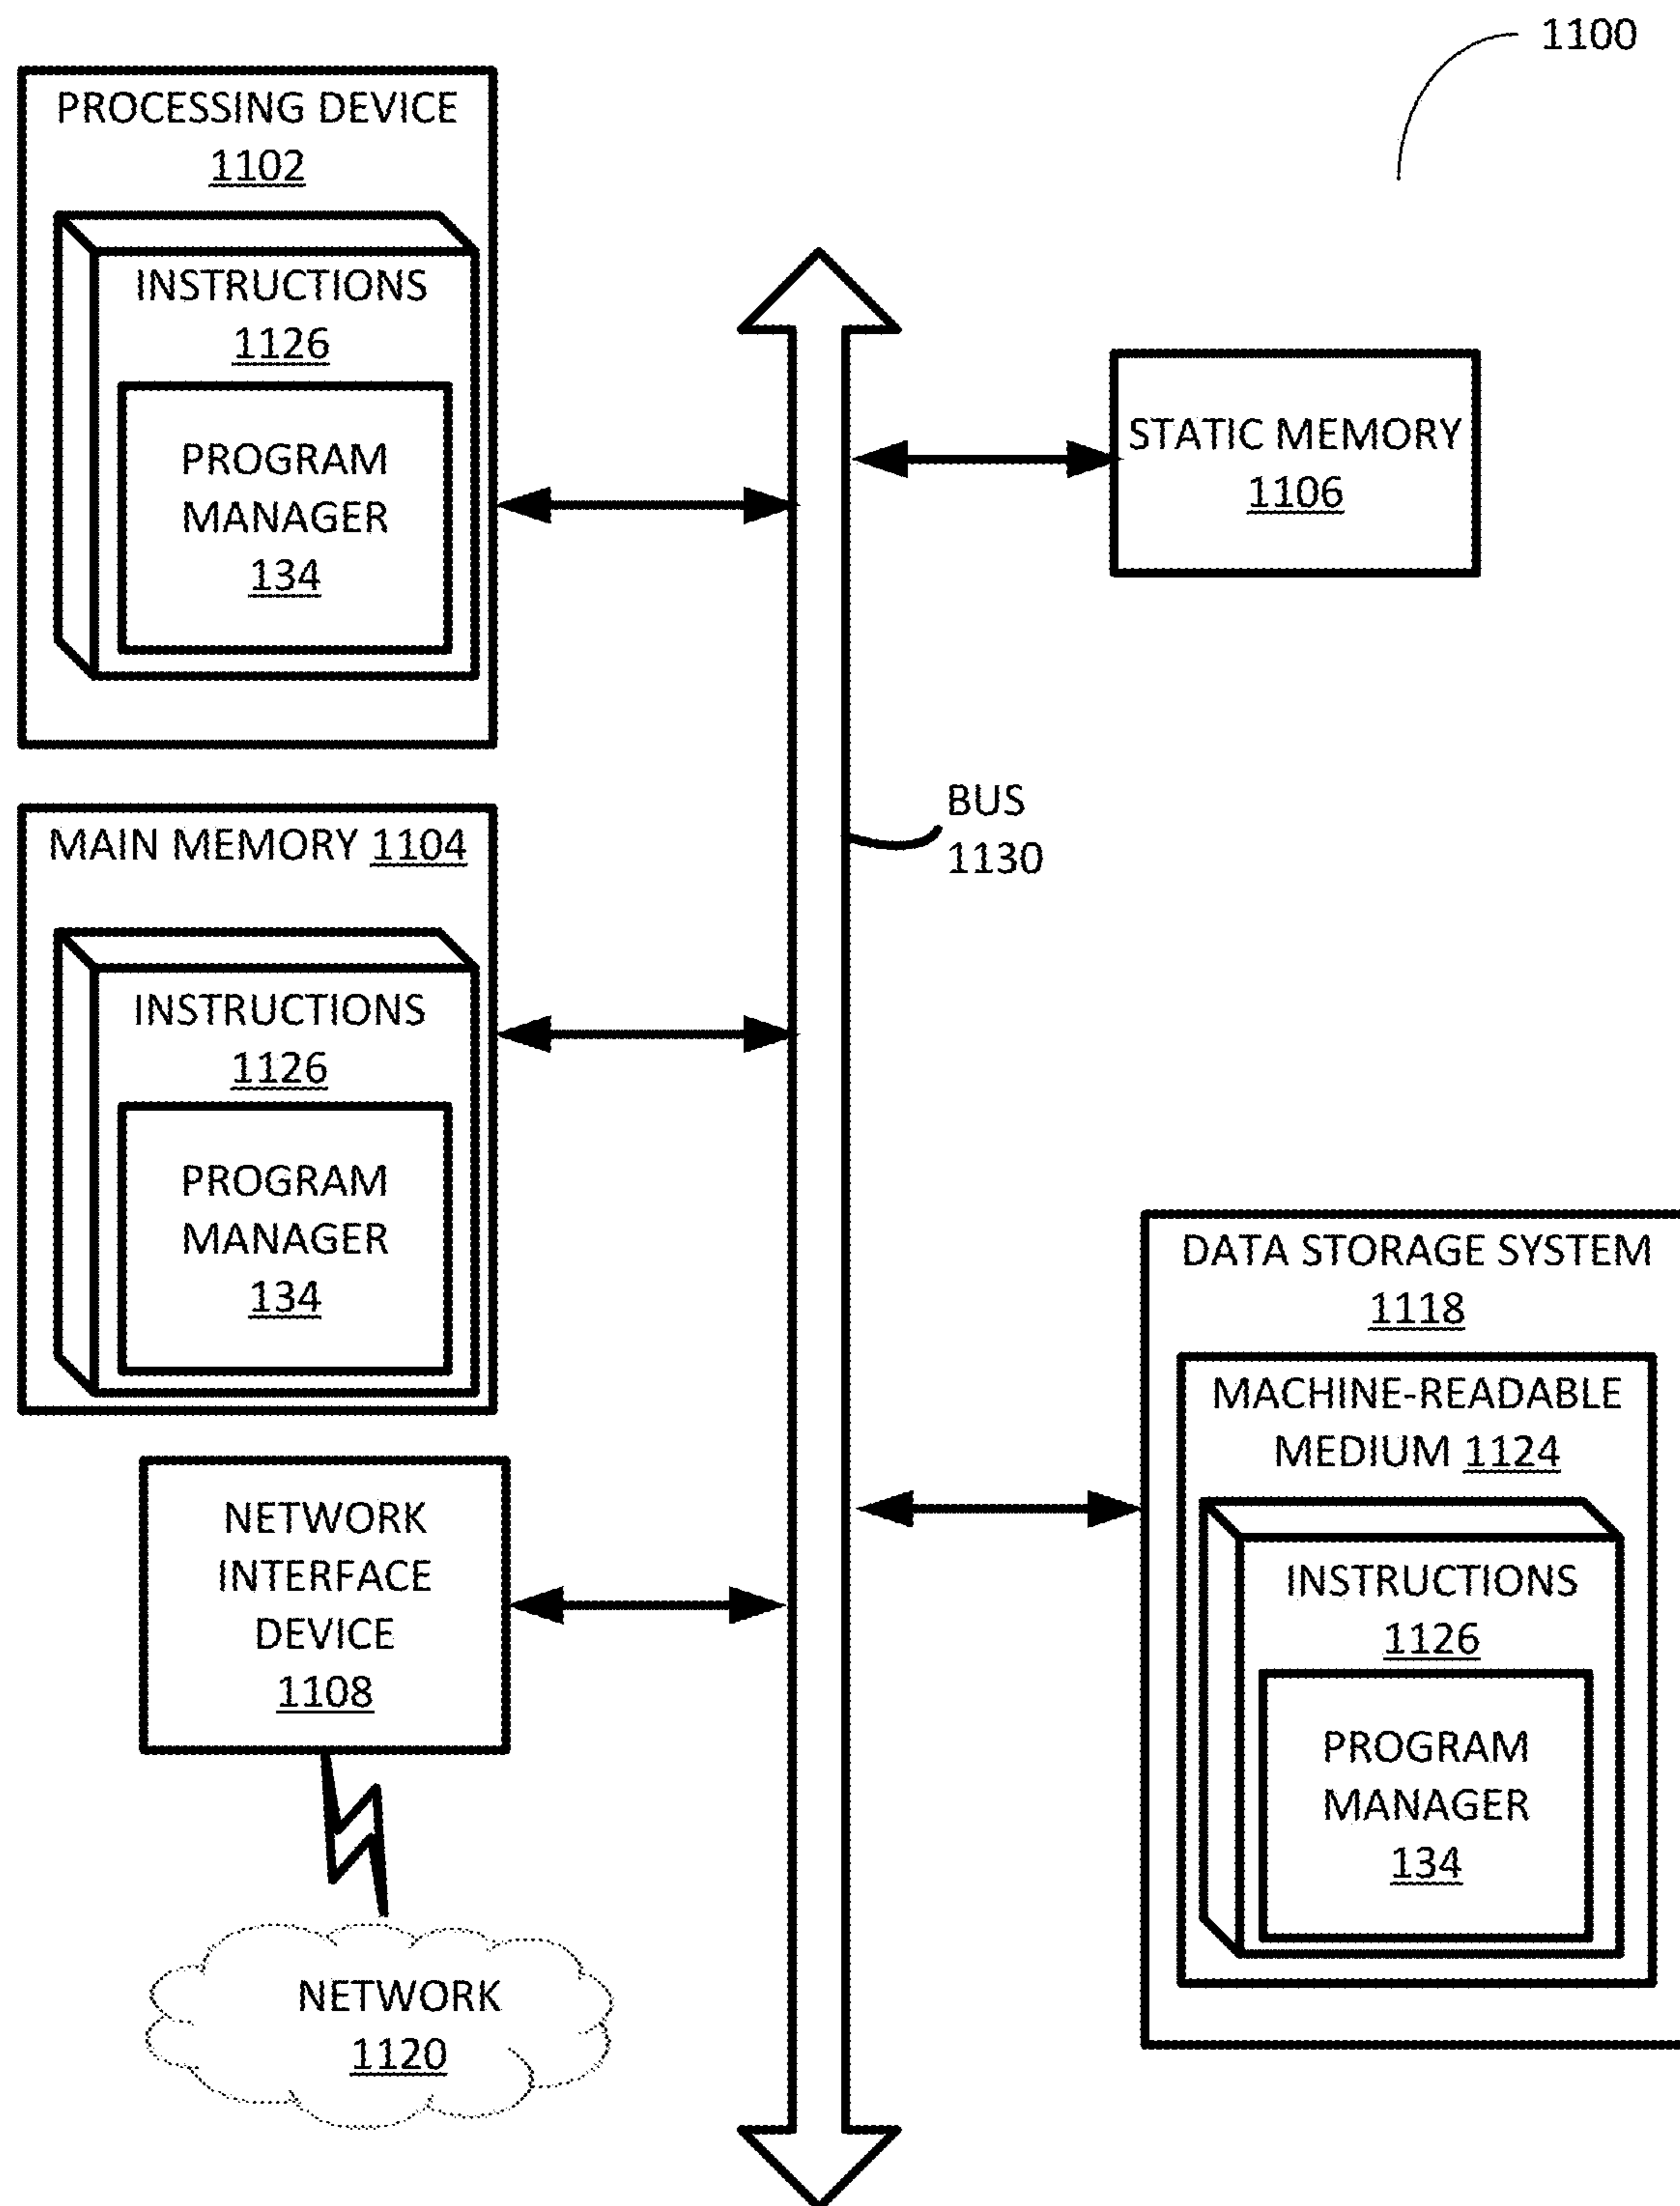 1100
PROCESSING DEVICE
1102
INSTRUCTIONS
1126
PROGRAM
MANAGER
134
STATIC MEMORY
1106
BUS
1130
MAIN MEMORY 1104
INSTRUCTIONS
1126
PROGRAM
MANAGER
134
DATA STORAGE SYSTEM
1118
MACHINE-READABLE
MEDIUM 1124
INSTRUCTIONS
1126
PROGRAM
MANAGER
134
NETWORK
INTERFACE
DEVICE
1108
NETWORK
1120